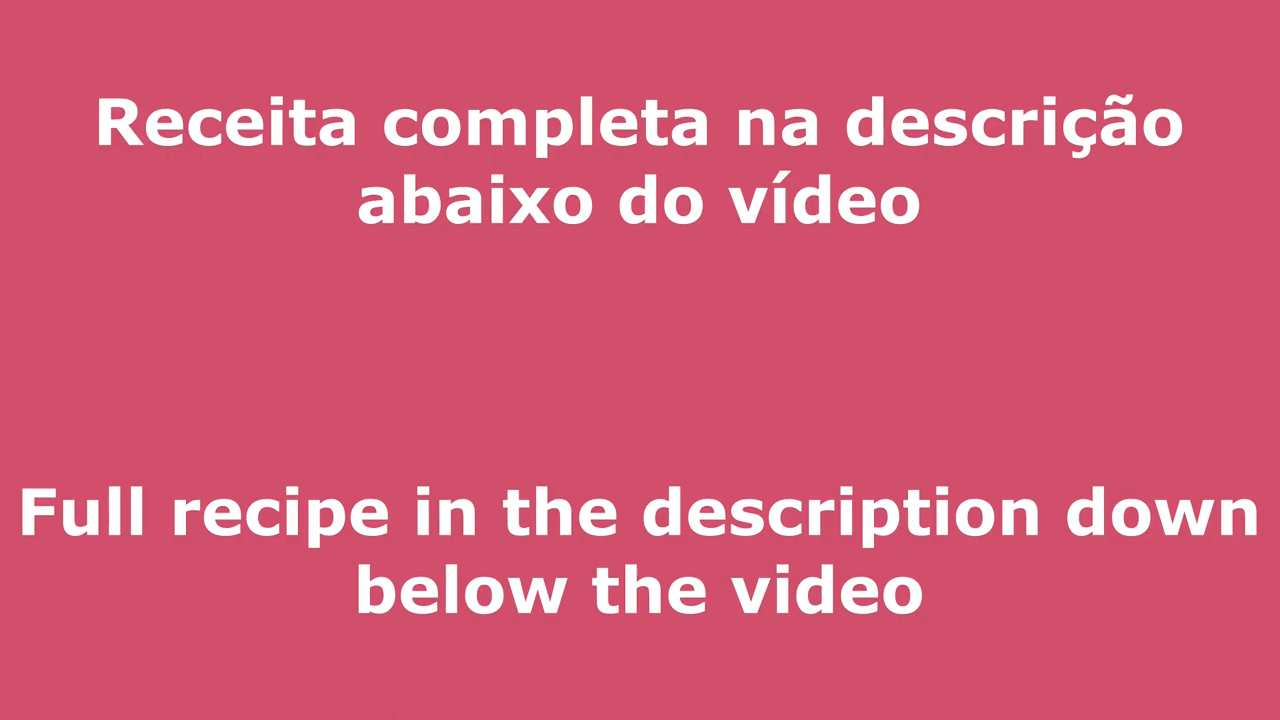 Receita completa na descrição
abaixo do vídeo
Full recipe in the description down
below the video